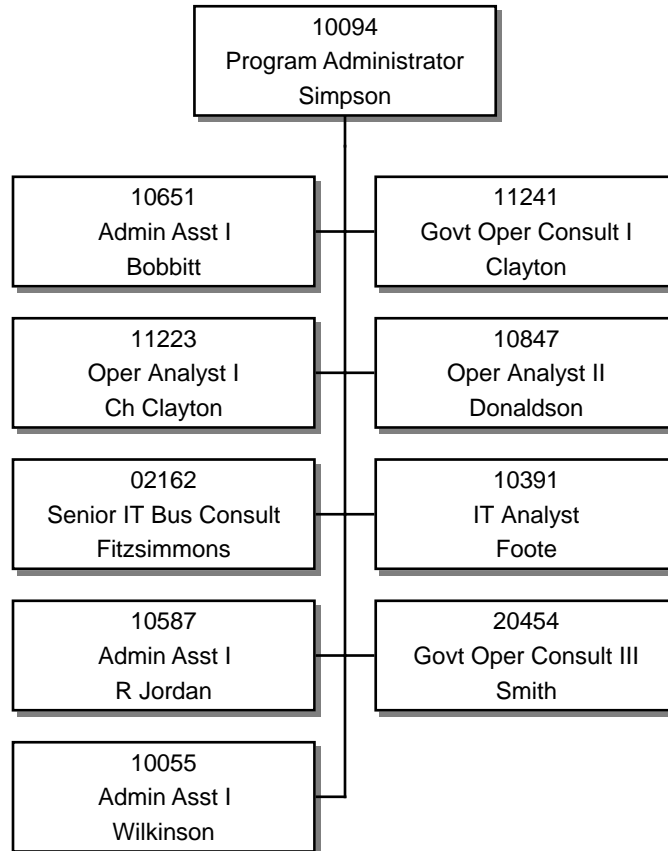 10094
Program Administrator
Simpson
10651
Admin Asst I
Bobbitt
11241
Govt Oper Consult I
Clayton
11223
Oper Analyst I
Ch Clayton
10847
Oper Analyst II
Donaldson
02162
Senior IT Bus Consult
Fitzsimmons
10391
IT Analyst
Foote
10587
Admin Asst I
R Jordan
20454
Govt Oper Consult III
Smith
10055
Admin Asst I
Wilkinson